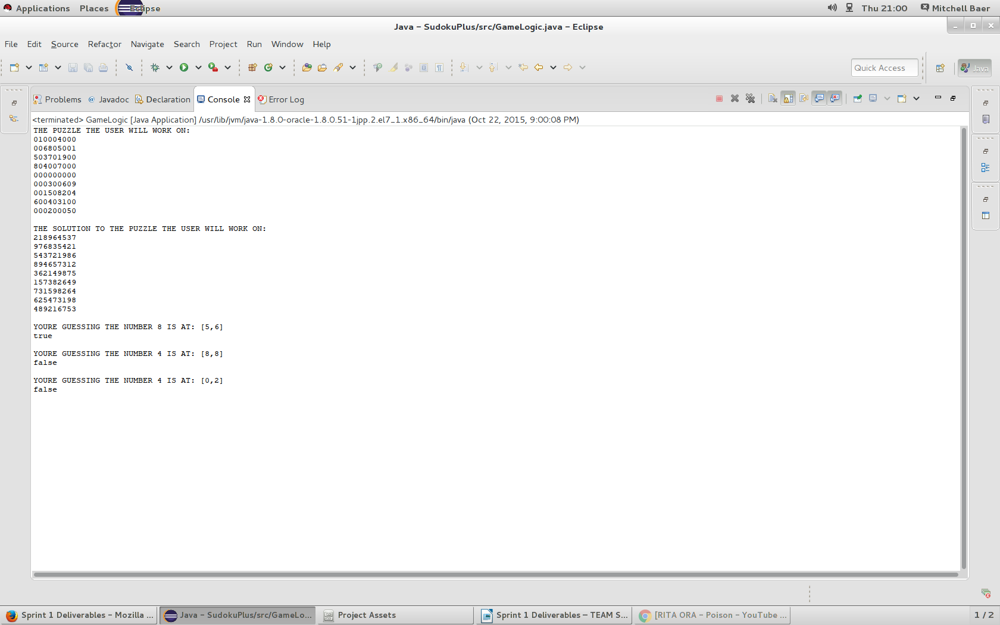 Applications Places Eclipse Thu 21:00 Mitchell Baer
Java - SudokuPlus/src/GameLogic.java - Eclipse
File Edit Source Refactor Navigate Search Project Run Window Help
Quick Access Java
Problems @ Javadoc Declaration Console Error Log
<terminated> GameLogic [Java Application] /usr/lib/jvm/java-1.8.0-oracle-1.8.0.51-1jpp.2.el7_1.x86_64/bin/java (Oct 22, 2015, 9:00:08 PM)
THE PUZZLE THE USER WILL WORK ON:
010004000
006805001
503701900
804007000
000000000
000300609
001508204
600403100
000200050
THE SOLUTION TO THE PUZZLE THE USER WILL WORK ON:
218964537
976835421
543721986
894657312
362149875
157382649
731598264
625473198
489216753
YOURE GUESSING THE NUMBER 8 IS AT: [5,6]
true
YOURE GUESSING THE NUMBER 4 IS AT: [8,8]
false
YOURE GUESSING THE NUMBER 4 IS AT: [0,2]
false
Sprint 1 Deliverables - Mozilla ... Java - SudokuPlus/src/GameLo... Project Assets Sprint 1 Deliverables - TEAM S... [RITA ORA - Poison - YouTube ... 1 / 2